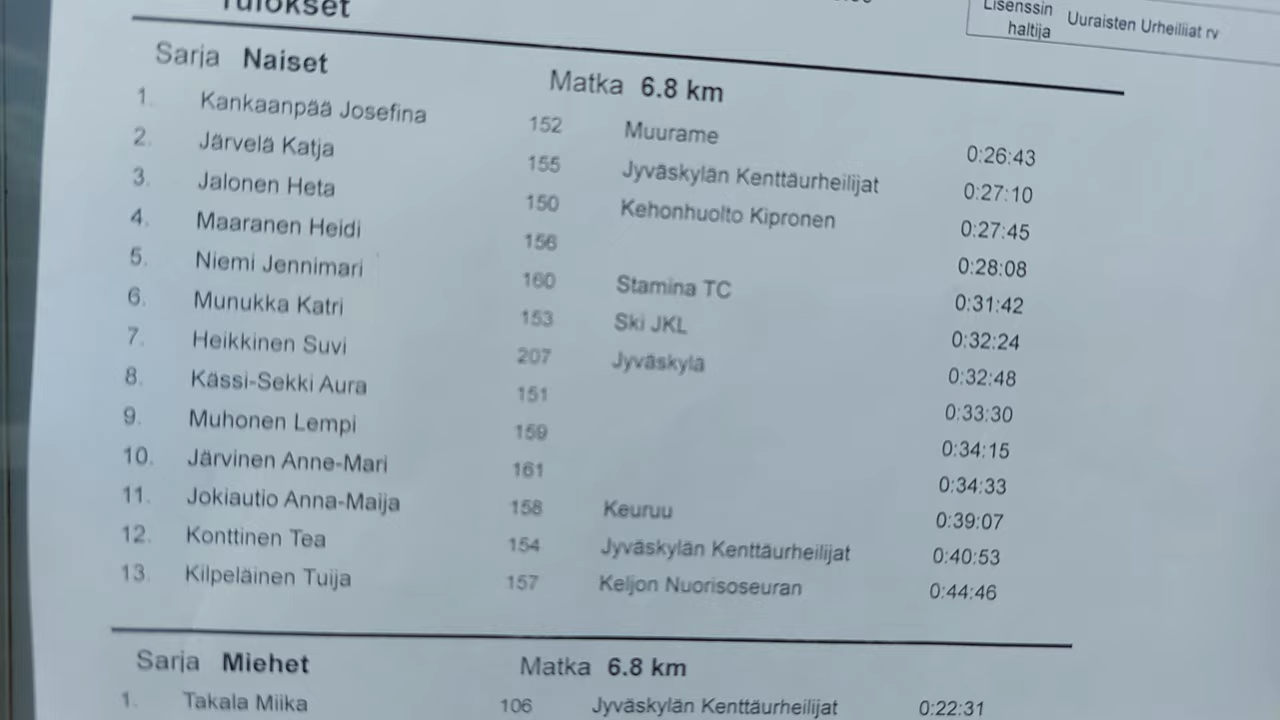 Tulokset
Lisenssin haltija Uuraisten Urheilijat rv
Sarja Naiset Matka 6.8 km
1. Kankaanpää Josefina 152 Muurame 0:26:43
2. Järvelä Katja 155 Jyväskylän Kenttäurheilijat 0:27:10
3. Jalonen Heta 150 Kehonhuolto Kipronen 0:27:45
4. Maaranen Heidi 156 0:28:08
5. Niemi Jennimari 160 Stamina TC 0:31:42
6. Munukka Katri 153 Ski JKL 0:32:24
7. Heikkinen Suvi 207 Jyväskylä 0:32:48
8. Kässi-Sekki Aura 151 0:33:30
9. Muhonen Lempi 159 0:34:15
10. Järvinen Anne-Mari 161 0:34:33
11. Jokiautio Anna-Maija 158 Keuruu 0:39:07
12. Konttinen Tea 154 Jyväskylän Kenttäurheilijat 0:40:53
13. Kilpeläinen Tuija 157 Keljon Nuorisoseuran 0:44:46
Sarja Miehet Matka 6.8 km
1. Takala Miika 106 Jyväskylän Kenttäurheilijat 0:22:31